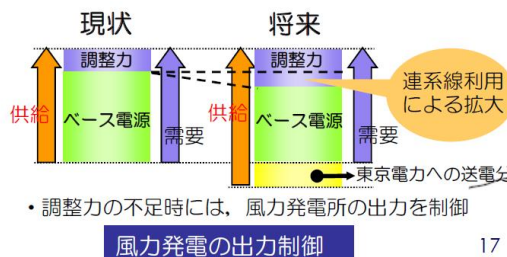 現状
将来
調整力
調整力
連系線利用
による拡大
供給
ベース電源
需要
供給
ベース電源
需要
東京電力への送電分
・調整力の不足時には，風力発電所の出力を制御
風力発電の出力制御
17